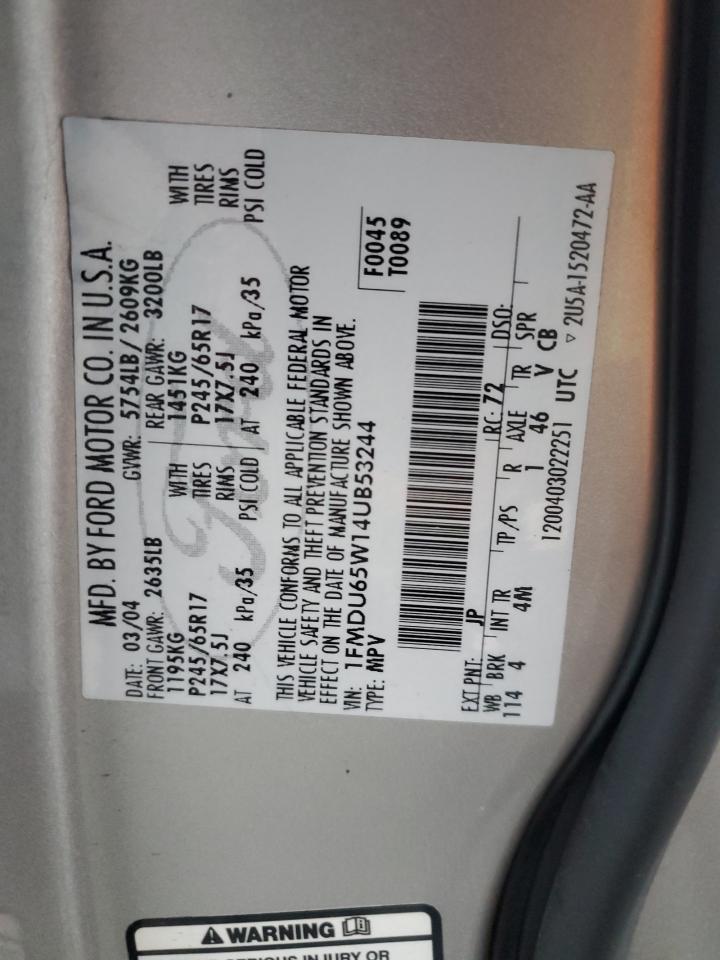 MFD. BY FORD MOTOR CO. IN U.S.A.
DATE: 03/04 GVWR: 5754LB / 2609KG
FRONT GAWR: 2635LB REAR GAWR: 3200LB
1195KG WITH 1451KG WITH
P245/65R17 TIRES P245/65R17 TIRES
17X7.5J RIMS 17X7.5J RIMS
AT 240 kPa/35 PSI COLD AT 240 kPa/35 PSI COLD
Ford
THIS VEHICLE CONFORMS TO ALL APPLICABLE FEDERAL MOTOR
VEHICLE SAFETY AND THEFT PREVENTION STANDARDS IN
EFFECT ON THE DATE OF MANUFACTURE SHOWN ABOVE.
VIN: 1FMDU65W14UB53244 F0045
TYPE: MPV T0089
EXT PNT: JP RC: 72 DSO:
WB BRK INT TR TP/PS R AXLE TR SPR
114 4 4M 1 46 V CB
1200403022251 UTC ▽ 2U5A-1520472-AA
⚠ WARNING